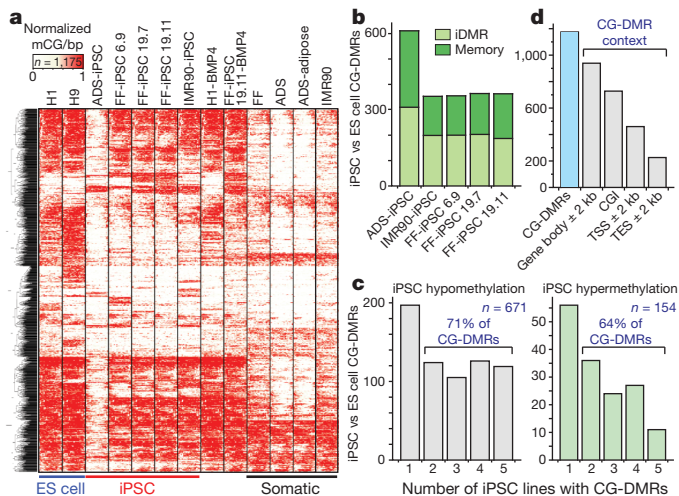 a
Normalized
mCG/bp
n = 1,175
0 1
H1
H9
ADS-iPSC
FF-iPSC 6.9
FF-iPSC 19.7
FF-iPSC 19.11
IMR90-iPSC
H1-BMP4
FF-iPSC
19.11-BMP4
FF
ADS
ADS-adipose
IMR90
ES cell
iPSC
Somatic
b
iDMR
Memory
iPSC vs ES cell CG-DMRs
600
300
0
ADS-iPSC
IMR90-iPSC
FF-iPSC 6.9
FF-iPSC 19.7
FF-iPSC 19.11
d
CG-DMR
context
1,000
600
200
0
CG-DMRs
Gene body ± 2 kb
CGI
TSS ± 2 kb
TES ± 2 kb
c
iPSC hypomethylation
n = 671
71% of
CG-DMRs
iPSC vs ES cell CG-DMRs
200
100
0
1 2 3 4 5
iPSC hypermethylation
n = 154
64% of
CG-DMRs
50
40
30
20
10
0
1 2 3 4 5
Number of iPSC lines with CG-DMRs